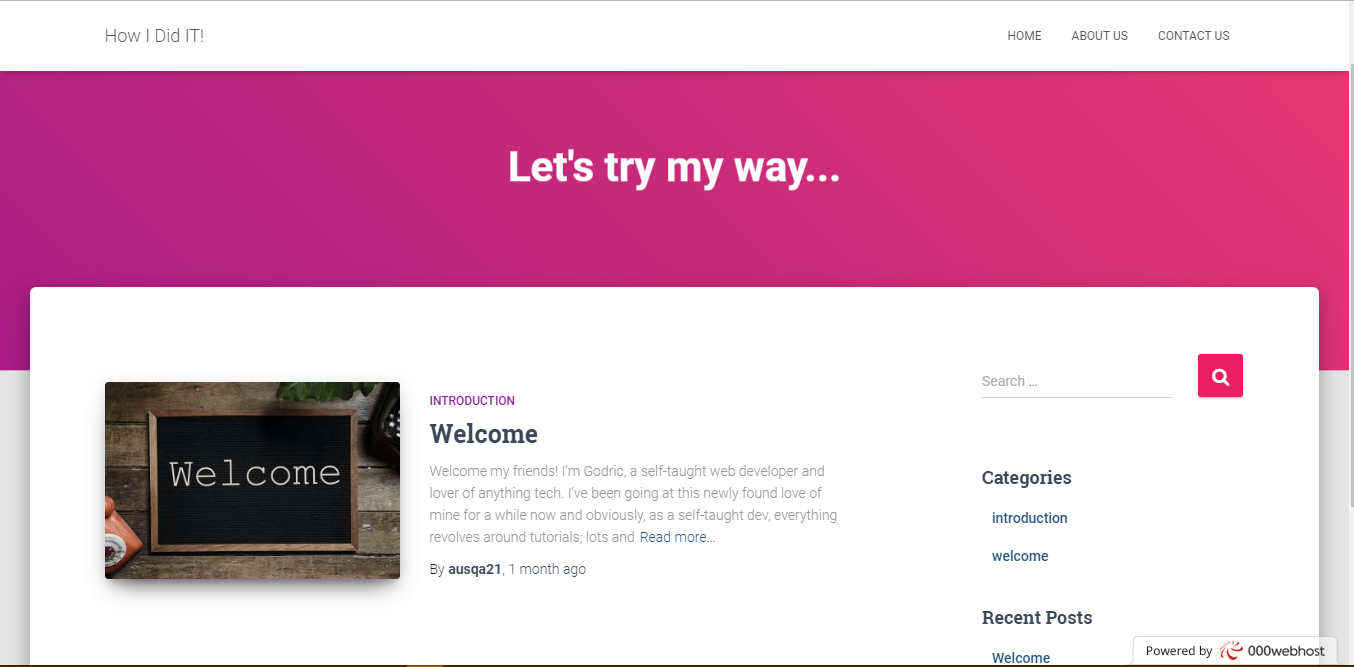 How I Did IT!
HOME ABOUT US CONTACT US
Let's try my way...
Welcome
INTRODUCTION
Welcome
Welcome my friends! I'm Godric, a self-taught web developer and
lover of anything tech. I've been going at this newly found love of
mine for a while now and obviously, as a self-taught dev, everything
revolves around tutorials; lots and Read more…
By ausqa21, 1 month ago
Search …
Categories
introduction
welcome
Recent Posts
Welcome
Powered by 000webhost